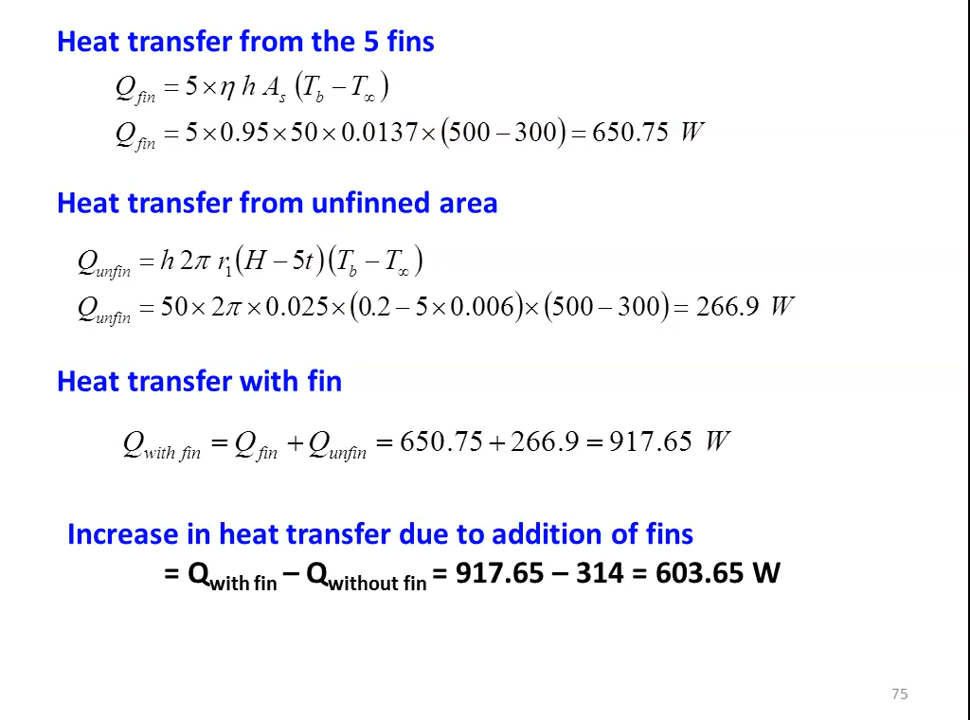 Heat transfer from the 5 fins
Q_fin = 5 × η h A_s (T_b − T_∞)
Q_fin = 5 × 0.95 × 50 × 0.0137 × (500 − 300) = 650.75 W
Heat transfer from unfinned area
Q_unfin = h 2π r_1 (H − 5t)(T_b − T_∞)
Q_unfin = 50 × 2π × 0.025 × (0.2 − 5 × 0.006) × (500 − 300) = 266.9 W
Heat transfer with fin
Q_with fin = Q_fin + Q_unfin = 650.75 + 266.9 = 917.65 W
Increase in heat transfer due to addition of fins
= Q_with fin – Q_without fin = 917.65 – 314 = 603.65 W
75